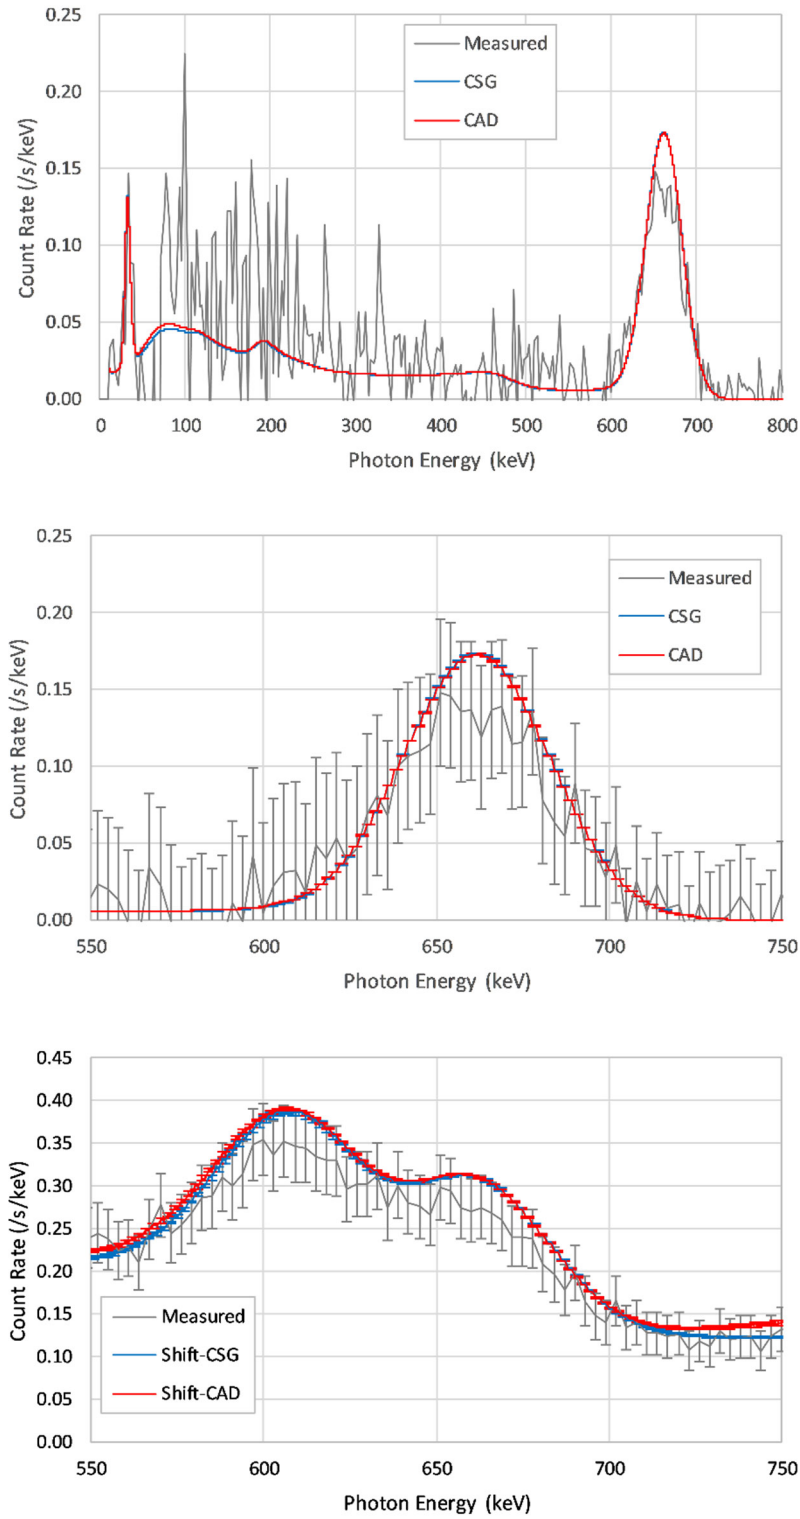 0.25
0.20
0.15
0.10
0.05
0.00
Count Rate (/s/keV)
Measured
CSG
CAD
0 100 200 300 400 500 600 700 800
Photon Energy (keV)
0.25
0.20
0.15
0.10
0.05
0.00
Count Rate (/s/keV)
Measured
CSG
CAD
550 600 650 700 750
Photon Energy (keV)
0.45
0.40
0.35
0.30
0.25
0.20
0.15
0.10
0.05
0.00
Count Rate (/s/keV)
Measured
Shift-CSG
Shift-CAD
550 600 650 700 750
Photon Energy (keV)